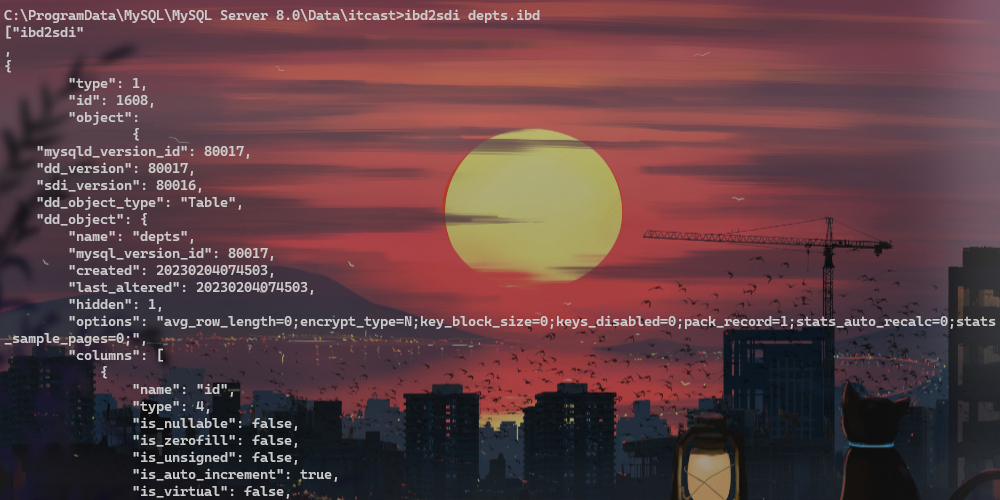 C:\ProgramData\MySQL\MySQL Server 8.0\Data\itcast>ibd2sdi depts.ibd
["ibd2sdi"
,
{
        "type": 1,
        "id": 1608,
        "object":
                {
    "mysqld_version_id": 80017,
    "dd_version": 80017,
    "sdi_version": 80016,
    "dd_object_type": "Table",
    "dd_object": {
        "name": "depts",
        "mysql_version_id": 80017,
        "created": 20230204074503,
        "last_altered": 20230204074503,
        "hidden": 1,
        "options": "avg_row_length=0;encrypt_type=N;key_block_size=0;keys_disabled=0;pack_record=1;stats_auto_recalc=0;stats
_sample_pages=0;",
        "columns": [
            {
                "name": "id",
                "type": 4,
                "is_nullable": false,
                "is_zerofill": false,
                "is_unsigned": false,
                "is_auto_increment": true,
                "is_virtual": false,